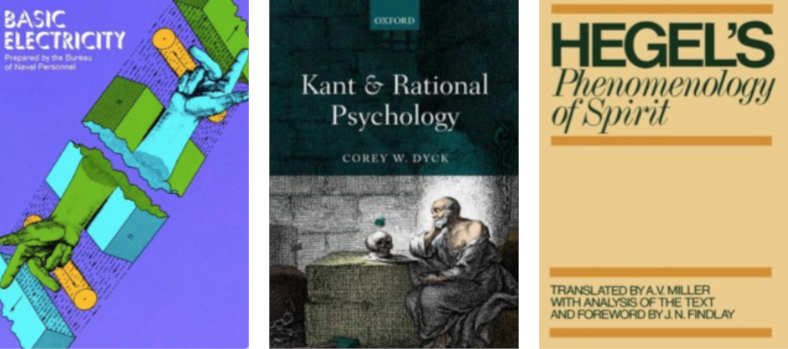 BASIC
ELECTRICITY
Prepared by the Bureau
of Naval Personnel
OXFORD
Kant & Rational
Psychology
COREY W. DYCK
HEGEL'S
Phenomenology
of Spirit
TRANSLATED BY A.V. MILLER
WITH ANALYSIS OF THE TEXT
AND FOREWORD BY J. N. FINDLAY